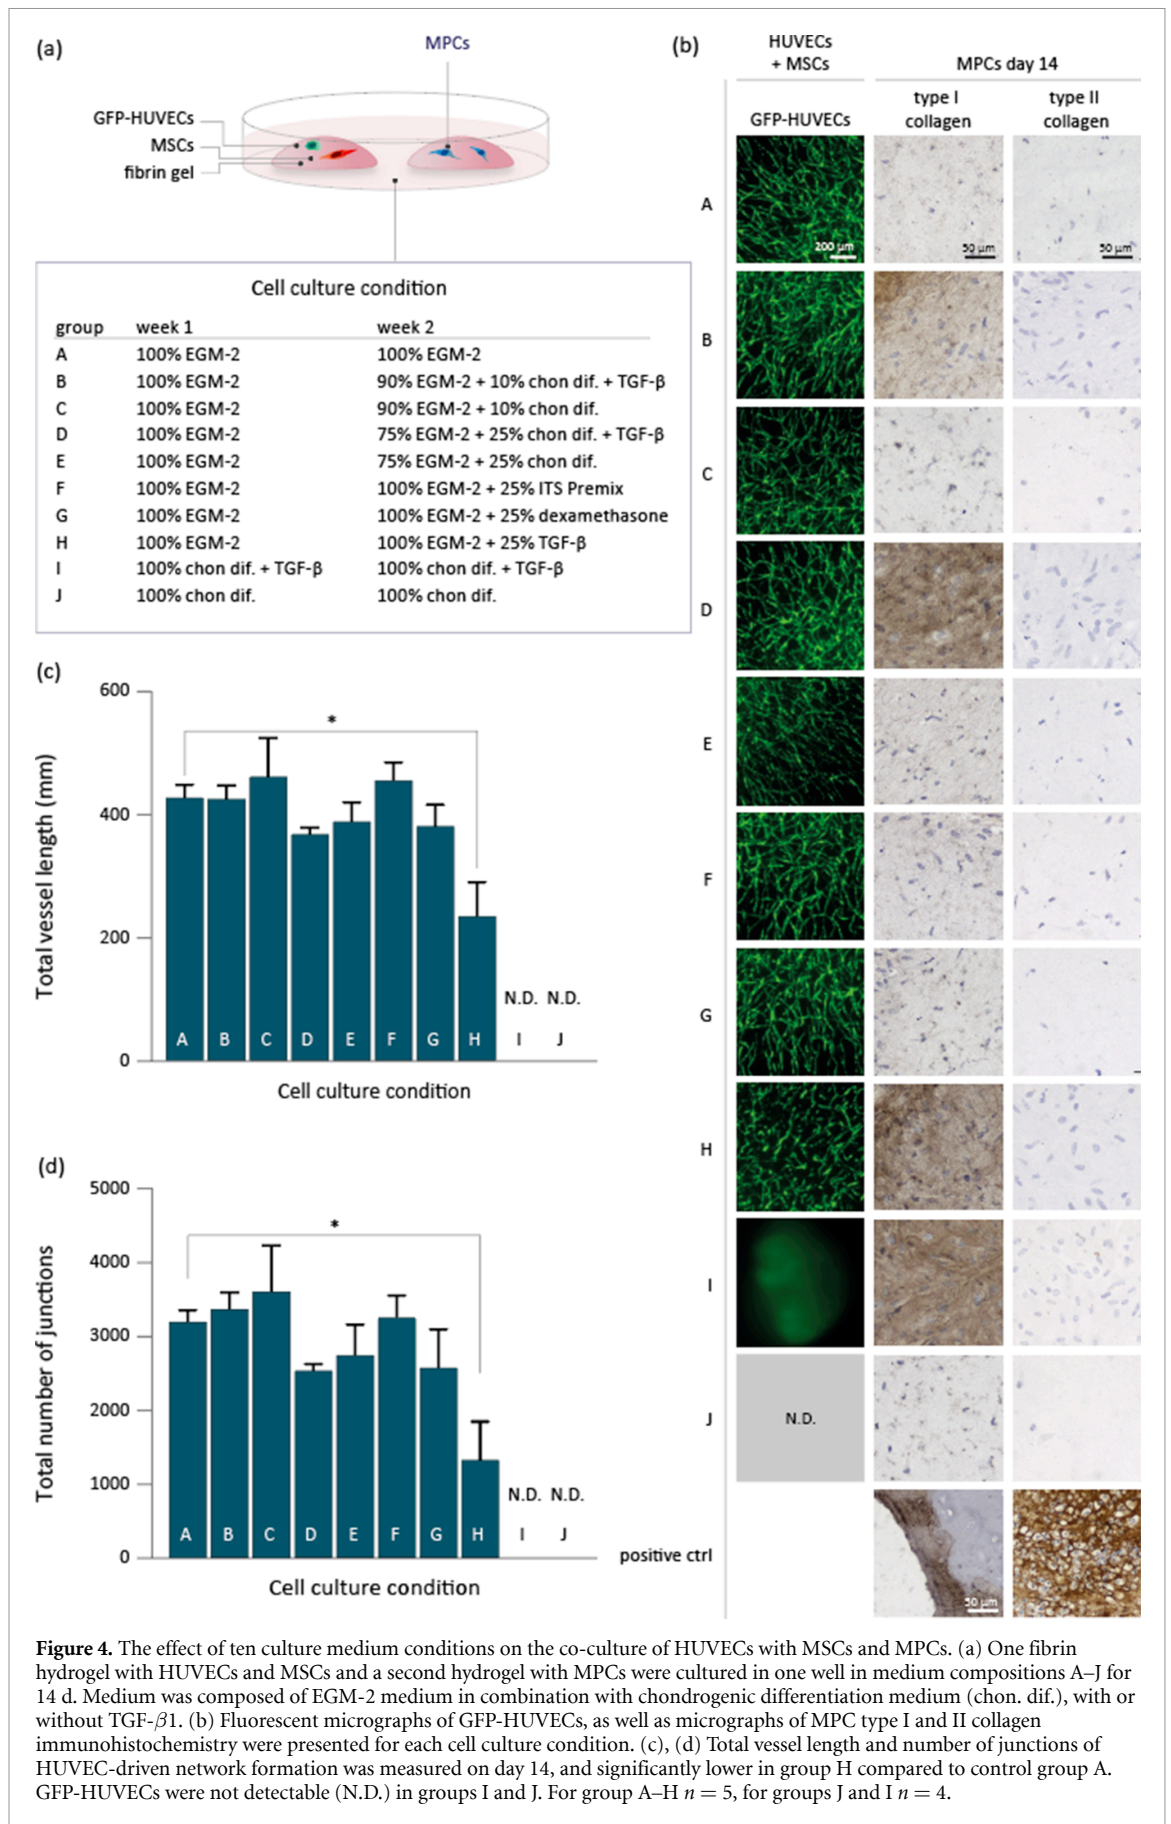 (a)
MPCs
GFP-HUVECs
MSCs
fibrin gel
Cell culture condition
group week 1 week 2
A 100% EGM-2 100% EGM-2
B 100% EGM-2 90% EGM-2 + 10% chon dif. + TGF-β
C 100% EGM-2 90% EGM-2 + 10% chon dif.
D 100% EGM-2 75% EGM-2 + 25% chon dif. + TGF-β
E 100% EGM-2 75% EGM-2 + 25% chon dif.
F 100% EGM-2 100% EGM-2 + 25% ITS Premix
G 100% EGM-2 100% EGM-2 + 25% dexamethasone
H 100% EGM-2 100% EGM-2 + 25% TGF-β
I 100% chon dif. + TGF-β 100% chon dif. + TGF-β
J 100% chon dif. 100% chon dif.
(b)
HUVECs
+ MSCs
MPCs day 14
GFP-HUVECs
type I
collagen
type II
collagen
A
200 µm
50 µm
50 µm
B
C
D
E
F
G
H
I
J
N.D.
positive ctrl
50 µm
(c)
Total vessel length (mm)
600
400
200
0
*
N.D. N.D.
A B C D E F G H I J
Cell culture condition
(d)
Total number of junctions
5000
4000
3000
2000
1000
0
*
N.D. N.D.
A B C D E F G H I J
Cell culture condition
Figure 4. The effect of ten culture medium conditions on the co-culture of HUVECs with MSCs and MPCs. (a) One fibrin
hydrogel with HUVECs and MSCs and a second hydrogel with MPCs were cultured in one well in medium compositions A–J for
14 d. Medium was composed of EGM-2 medium in combination with chondrogenic differentiation medium (chon. dif.), with or
without TGF-β1. (b) Fluorescent micrographs of GFP-HUVECs, as well as micrographs of MPC type I and II collagen
immunohistochemistry were presented for each cell culture condition. (c), (d) Total vessel length and number of junctions of
HUVEC-driven network formation was measured on day 14, and significantly lower in group H compared to control group A.
GFP-HUVECs were not detectable (N.D.) in groups I and J. For group A–H n = 5, for groups J and I n = 4.